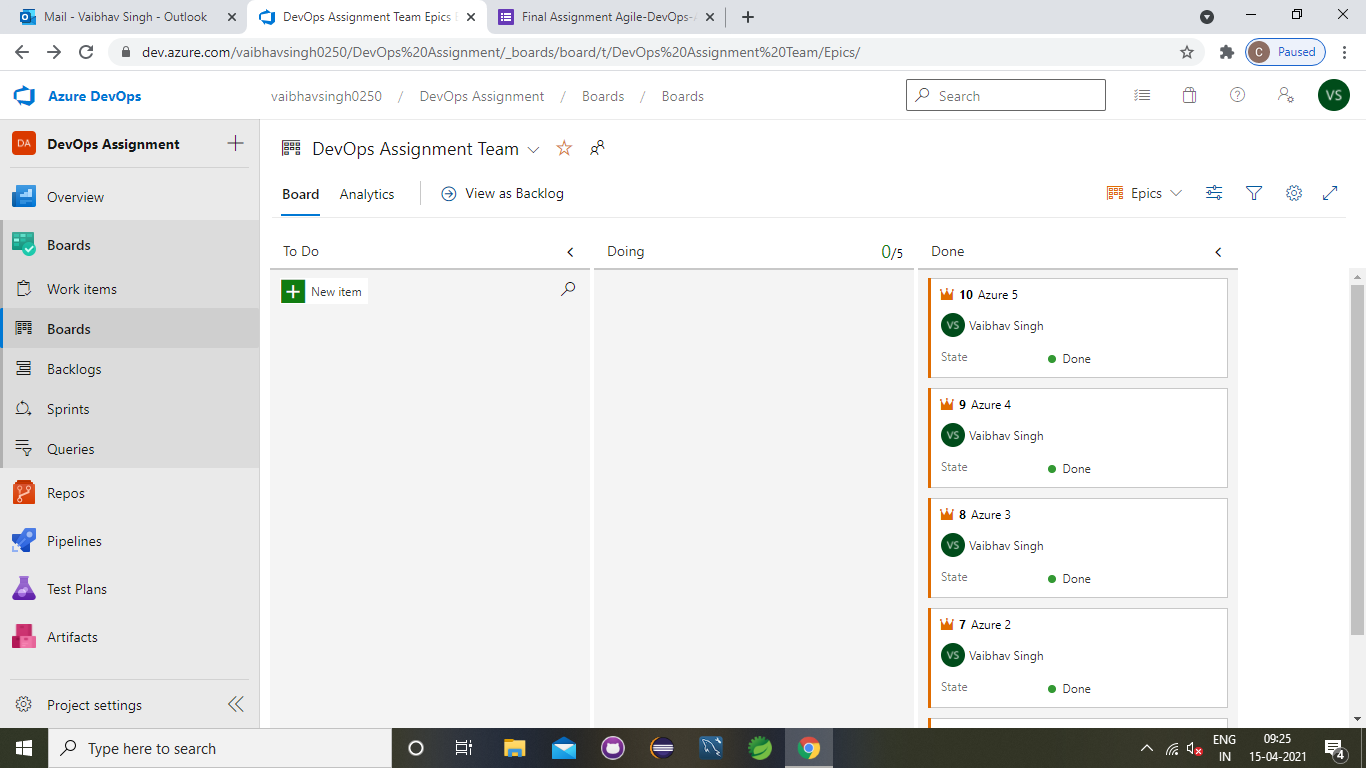 Mail - Vaibhav Singh - Outlook
DevOps Assignment Team Epics
Final Assignment Agile-DevOps-
dev.azure.com/vaibhavsingh0250/DevOps%20Assignment/_boards/board/t/DevOps%20Assignment%20Team/Epics/
C Paused
Azure DevOps
vaibhavsingh0250 / DevOps Assignment / Boards / Boards
Search
VS
DA DevOps Assignment
Overview
Boards
Work items
Boards
Backlogs
Sprints
Queries
Repos
Pipelines
Test Plans
Artifacts
Project settings
DevOps Assignment Team
Board Analytics View as Backlog
Epics
To Do
New item
Doing 0/5
Done
10 Azure 5
VS Vaibhav Singh
State Done
9 Azure 4
VS Vaibhav Singh
State Done
8 Azure 3
VS Vaibhav Singh
State Done
7 Azure 2
VS Vaibhav Singh
State Done
Type here to search
ENG
IN
09:25
15-04-2021
4